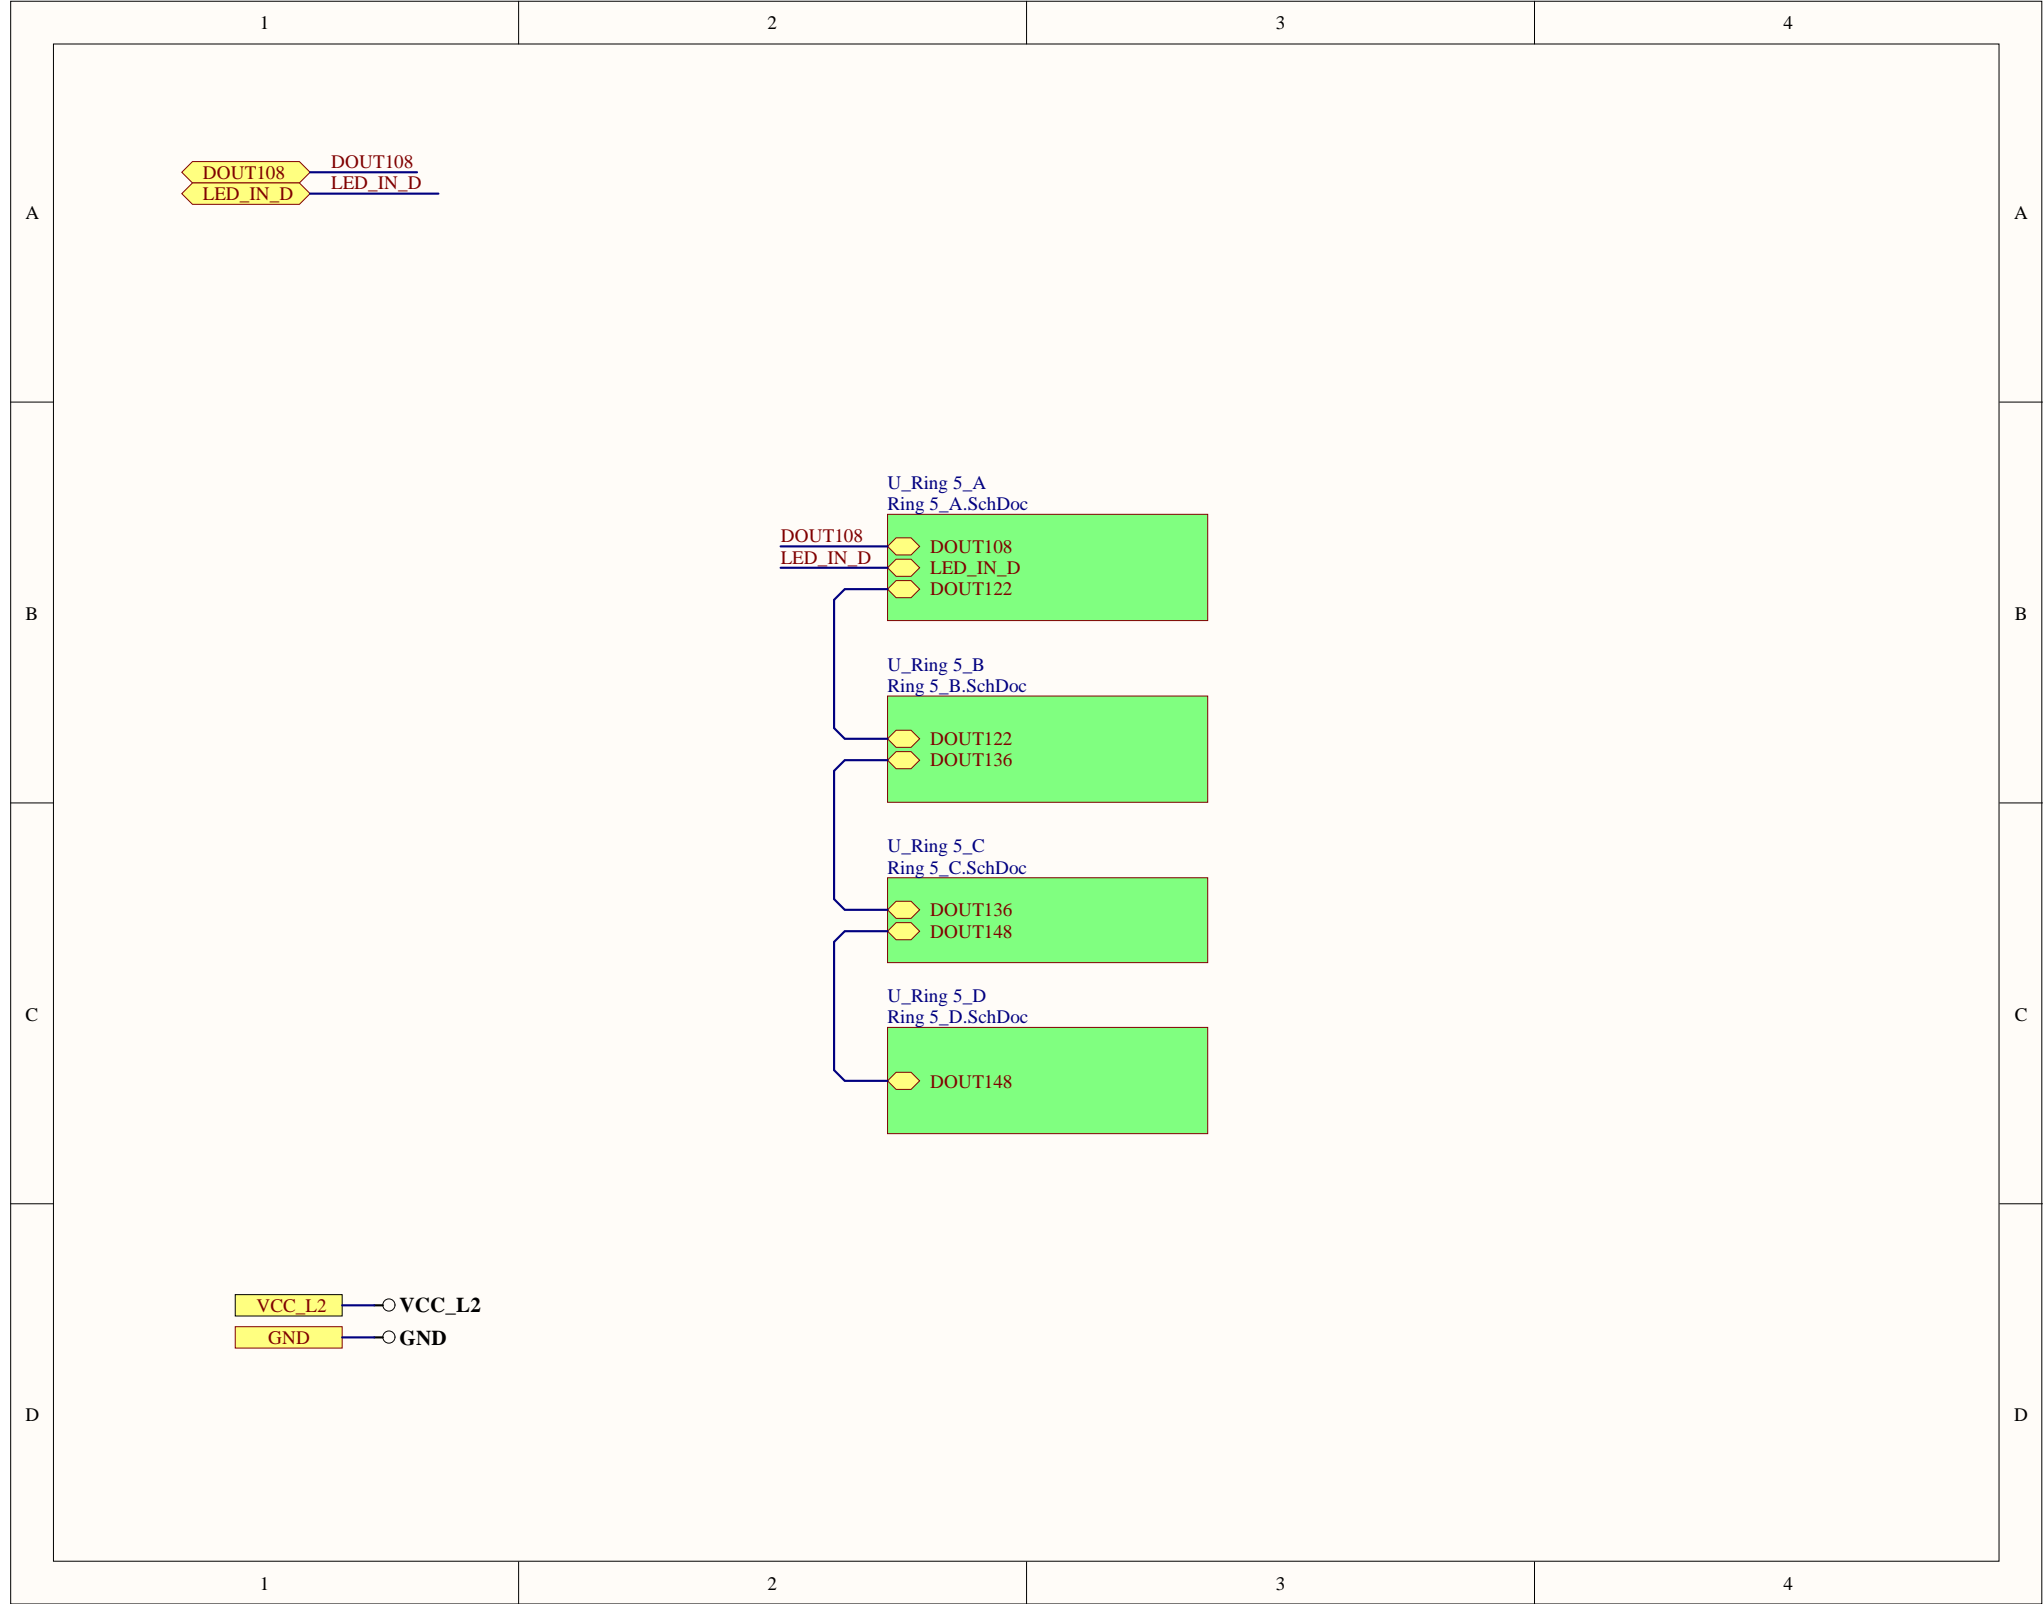 1 2 3 4
DOUT108 DOUT108
LED_IN_D LED_IN_D
A A
U_Ring 5_A
Ring 5_A.SchDoc
DOUT108 DOUT108
LED_IN_D LED_IN_D
DOUT122
B B
U_Ring 5_B
Ring 5_B.SchDoc
DOUT122
DOUT136
U_Ring 5_C
Ring 5_C.SchDoc
DOUT136
DOUT148
U_Ring 5_D
Ring 5_D.SchDoc
C C
DOUT148
VCC_L2 VCC_L2
GND GND
D D
1 2 3 4